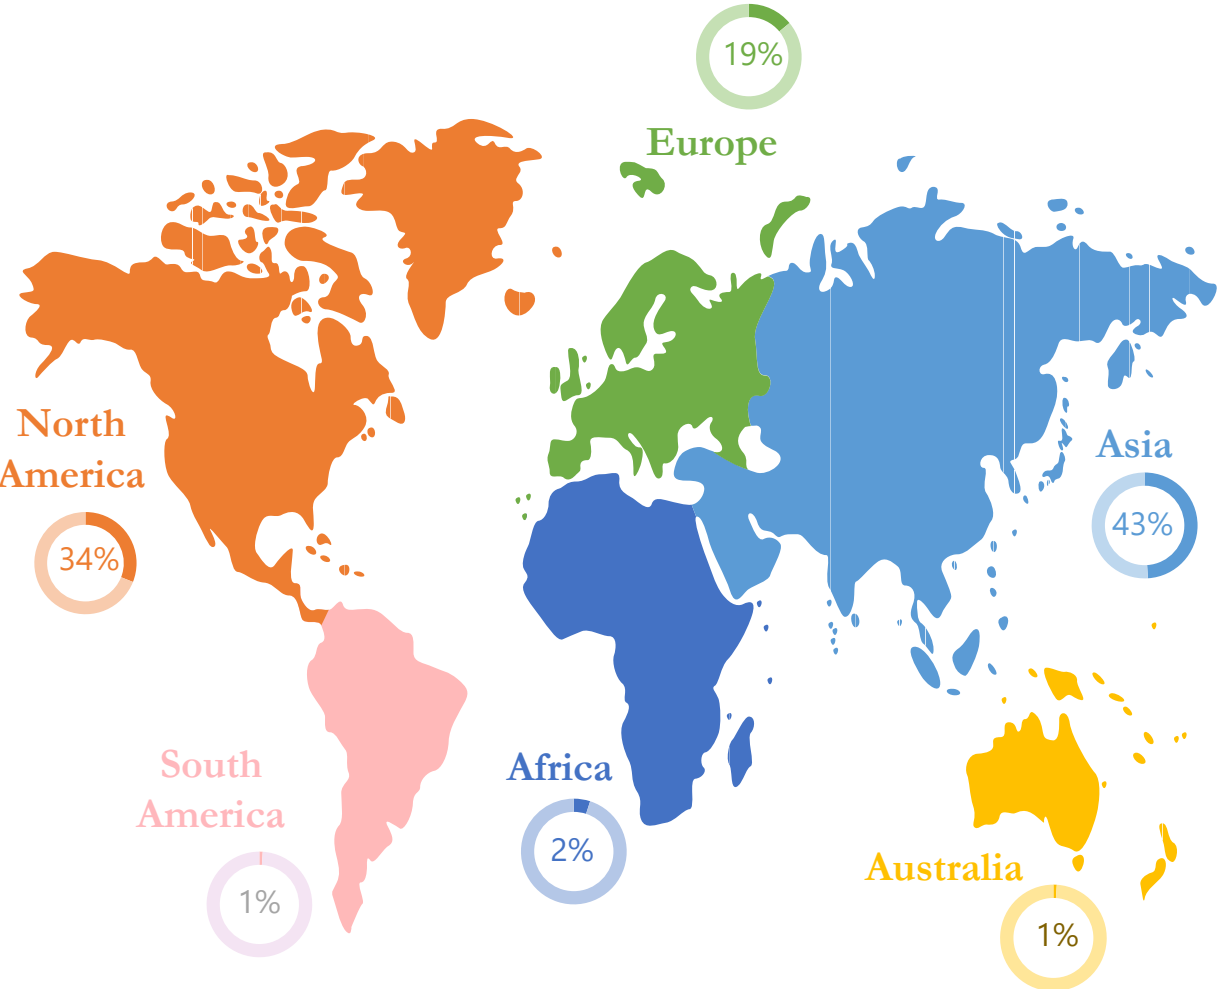 19%
Europe
North
America
34%
Asia
43%
South
America
1%
Africa
2%
Australia
1%